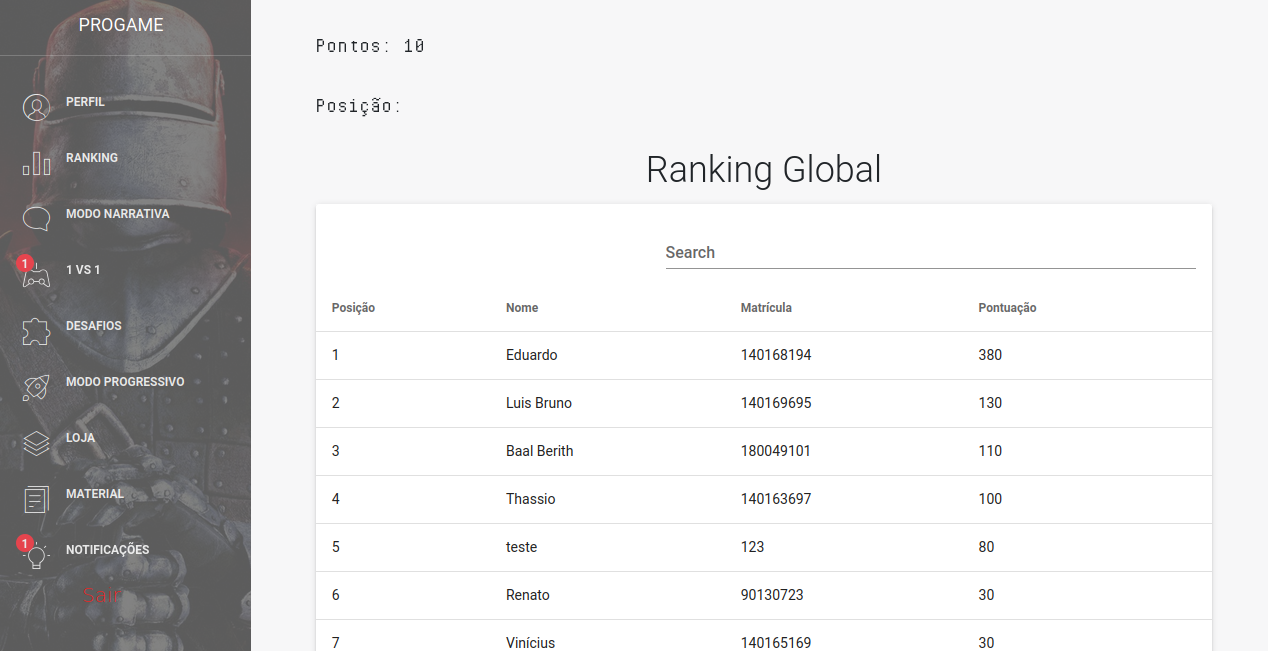 PROGAME
PERFIL
RANKING
MODO NARRATIVA
1
1 VS 1
DESAFIOS
MODO PROGRESSIVO
LOJA
MATERIAL
1
NOTIFICAÇÕES
Sair
Pontos: 10
Posição:
Ranking Global
Search
Posição Nome Matrícula Pontuação
1 Eduardo 140168194 380
2 Luis Bruno 140169695 130
3 Baal Berith 180049101 110
4 Thassio 140163697 100
5 teste 123 80
6 Renato 90130723 30
7 Vinícius 140165169 30